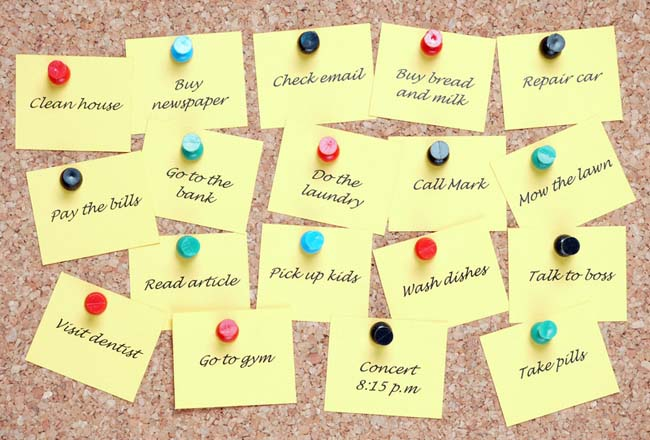 Clean house
Buy
newspaper
Check email
Buy bread
and milk
Repair car
Pay the bills
Go to the
bank
Do the
laundry
Call Mark
Mow the lawn
Read article
Pick up kids
Wash dishes
Talk to boss
Visit dentist
Go to gym
Concert
8:15 p.m
Take pills